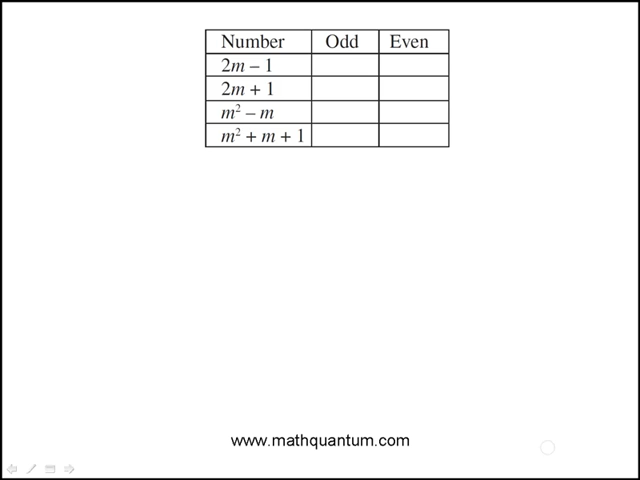 Number Odd Even
2m – 1
2m + 1
m² – m
m² + m + 1
www.mathquantum.com